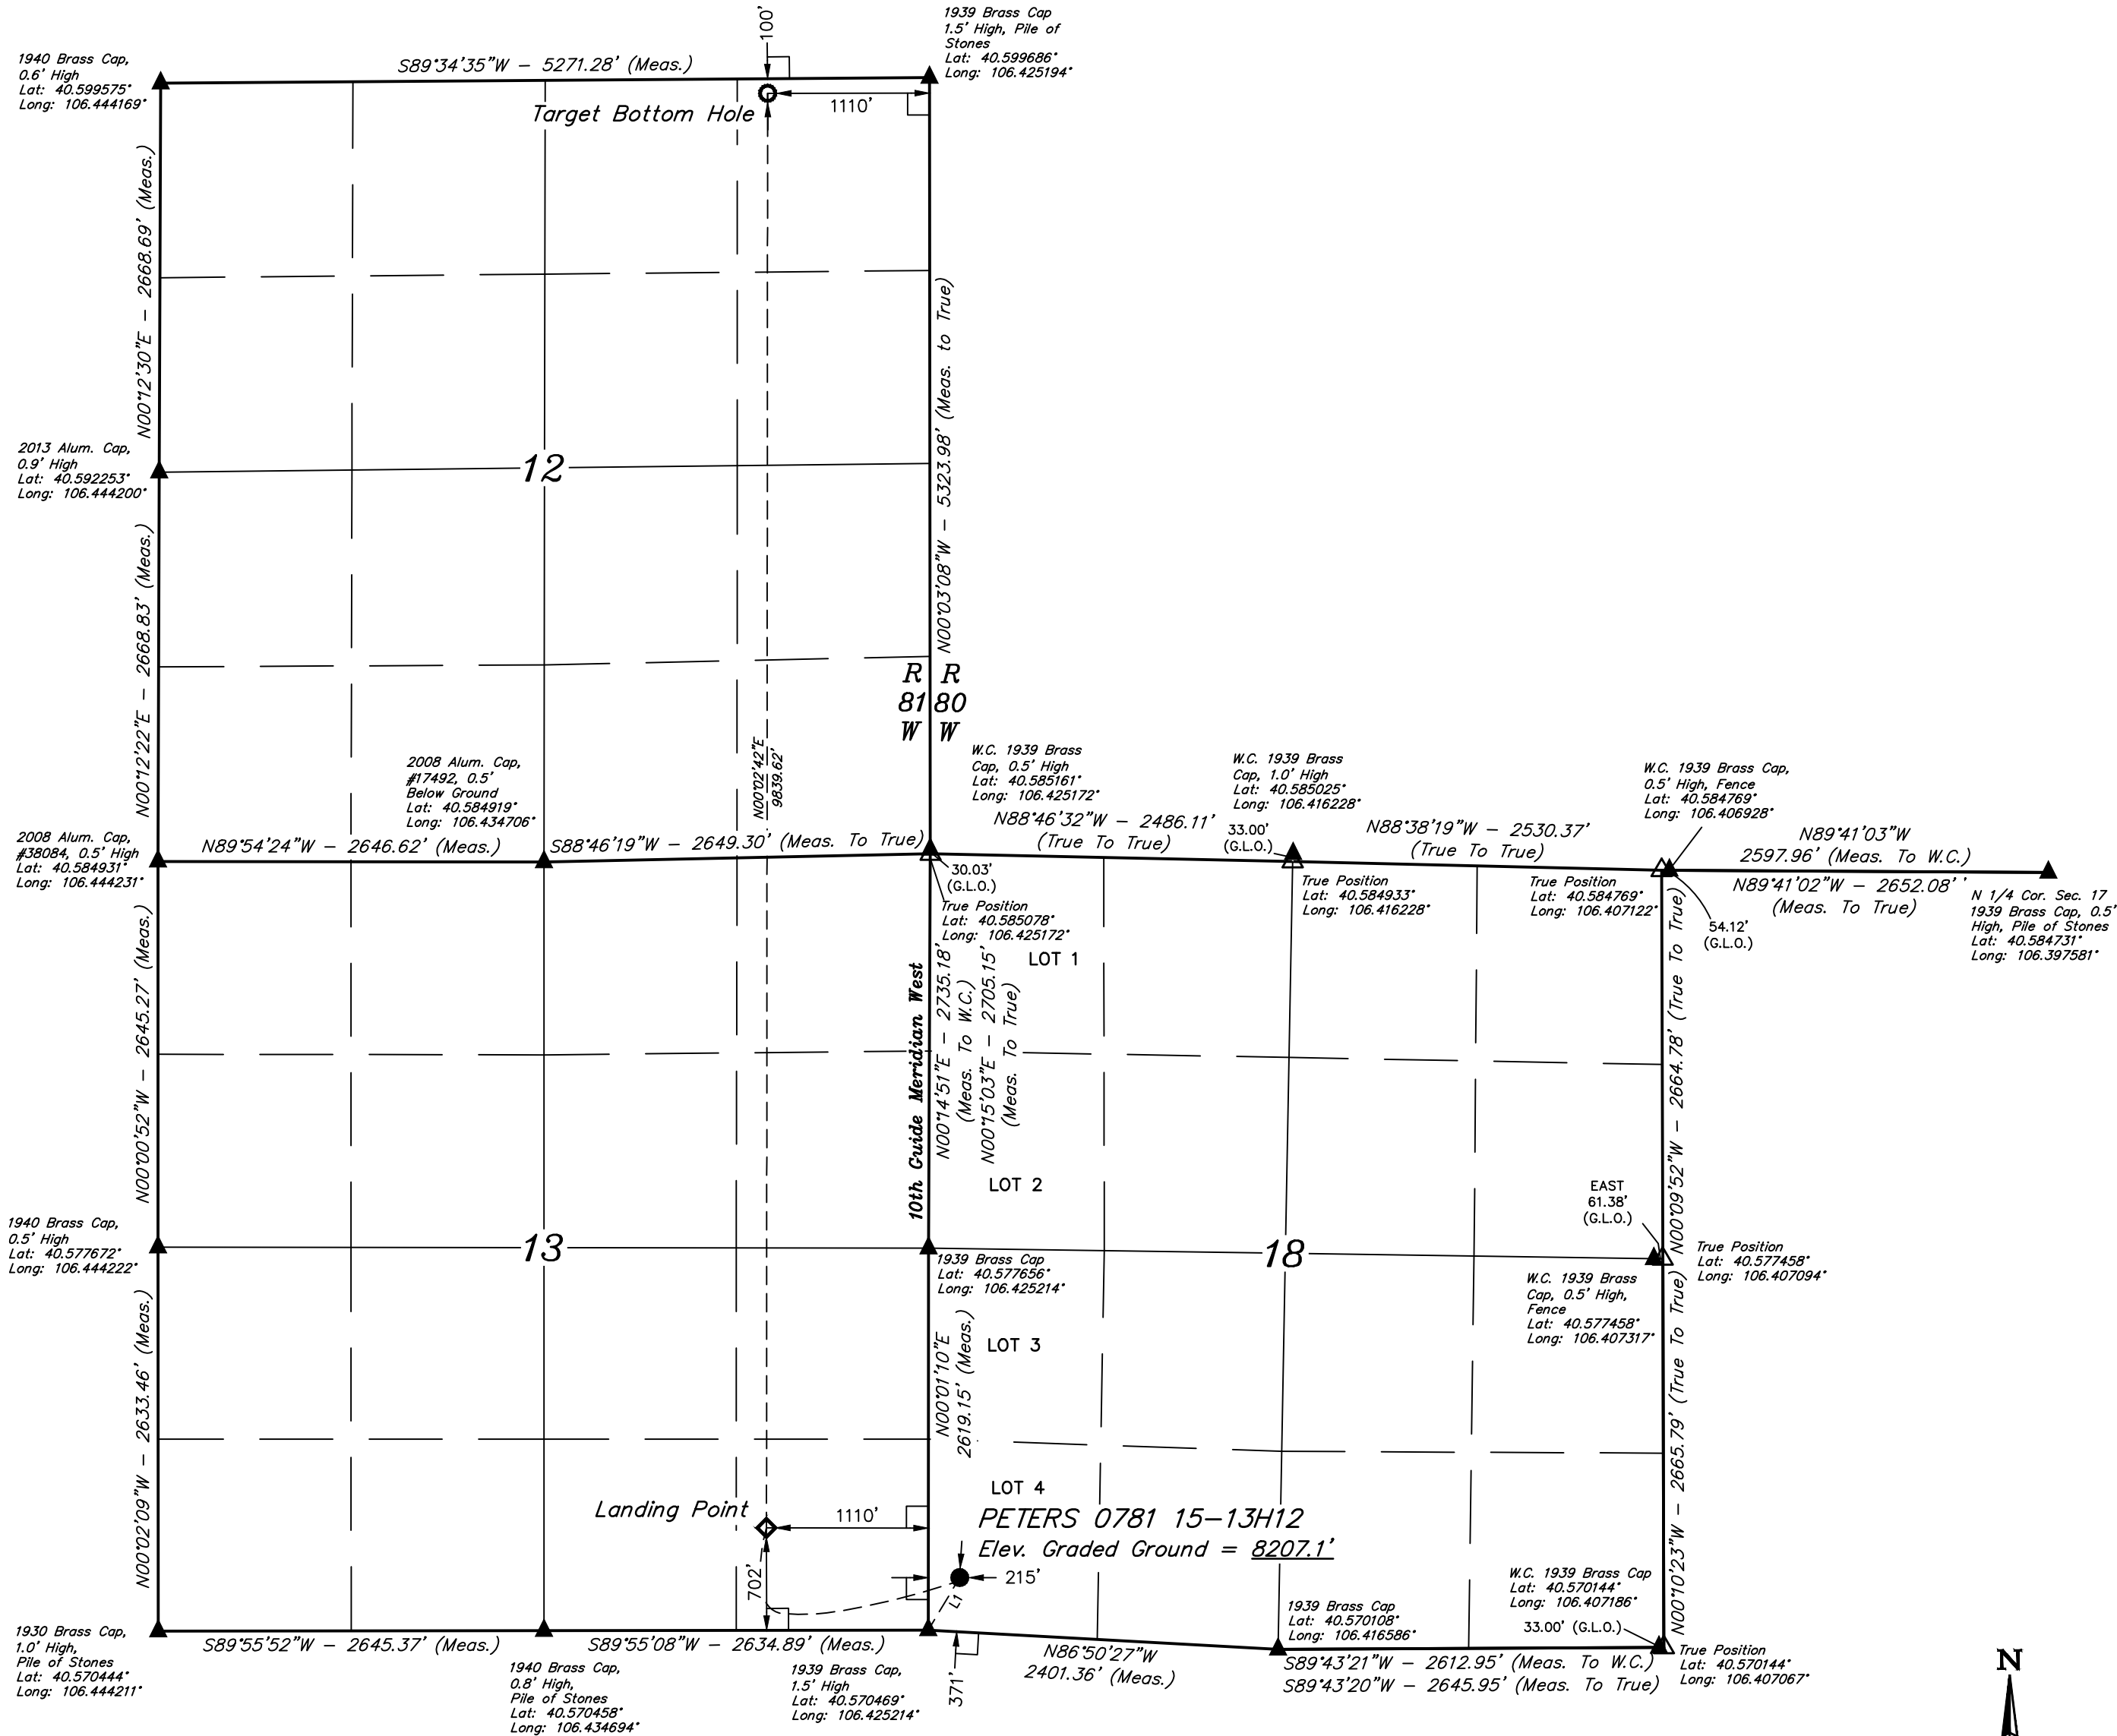 100'
1939 Brass Cap
1.5' High, Pile of
Stones
Lat: 40.599686°
Long: 106.425194°
1940 Brass Cap,
0.6' High
Lat: 40.599575°
Long: 106.444169°
S89°34'35"W - 5271.28' (Meas.)
1110'
Target Bottom Hole
N00°12'30"E - 2668.69' (Meas.)
N00°03'08"W - 5323.98' (Meas. to True)
2013 Alum. Cap,
0.9' High
Lat: 40.592253°
Long: 106.444200°
12
N00°12'22"E - 2668.83' (Meas.)
R R
81 80
W W
N00°02'42"E
9839.62'
2008 Alum. Cap,
#17492, 0.5'
Below Ground
Lat: 40.584919°
Long: 106.434706°
W.C. 1939 Brass
Cap, 0.5' High
Lat: 40.585161°
Long: 106.425172°
W.C. 1939 Brass
Cap, 1.0' High
Lat: 40.585025°
Long: 106.416228°
W.C. 1939 Brass Cap,
0.5' High, Fence
Lat: 40.584769°
Long: 106.406928°
2008 Alum. Cap,
#38084, 0.5' High
Lat: 40.584931°
Long: 106.444231°
N89°54'24"W - 2646.62' (Meas.)
S88°46'19"W - 2649.30' (Meas. To True)
N88°46'32"W - 2486.11'
(True To True)
33.00'
(G.L.O.)
N88°38'19"W - 2530.37'
(True To True)
N89°41'03"W
2597.96' (Meas. To W.C.)
N89°41'02"W - 2652.08''
(Meas. To True)
30.03'
(G.L.O.)
True Position
Lat: 40.585078°
Long: 106.425172°
True Position
Lat: 40.584933°
Long: 106.416228°
True Position
Lat: 40.584769°
Long: 106.407122°
54.12'
(G.L.O.)
N 1/4 Cor. Sec. 17
1939 Brass Cap, 0.5'
High, Pile of Stones
Lat: 40.584731°
Long: 106.397581°
N00°00'52"W - 2645.27' (Meas.)
10th Guide Meridian West
N00°14'51"E - 2735.18'
(Meas. To W.C.)
N00°15'03"E - 2705.15'
(Meas. To True)
LOT 1
LOT 2
N00°09'52"W - 2664.78' (True To True)
EAST
61.38'
(G.L.O.)
1940 Brass Cap,
0.5' High
Lat: 40.577672°
Long: 106.444222°
13
18
1939 Brass Cap
Lat: 40.577656°
Long: 106.425214°
True Position
Lat: 40.577458°
Long: 106.407094°
W.C. 1939 Brass
Cap, 0.5' High,
Fence
Lat: 40.577458°
Long: 106.407317°
N00°02'09"W - 2633.46' (Meas.)
N00°01'10"E
2619.15' (Meas.)
LOT 3
N00°10'23"W - 2665.79' (True To True)
LOT 4
Landing Point
1110'
PETERS 0781 15-13H12
Elev. Graded Ground = 8207.1'
702'
215'
L1
W.C. 1939 Brass Cap
Lat: 40.570144°
Long: 106.407186°
33.00' (G.L.O.)
1939 Brass Cap
Lat: 40.570108°
Long: 106.416586°
1930 Brass Cap,
1.0' High,
Pile of Stones
Lat: 40.570444°
Long: 106.444211°
S89°55'52"W - 2645.37' (Meas.)
S89°55'08"W - 2634.89' (Meas.)
1940 Brass Cap,
0.8' High,
Pile of Stones
Lat: 40.570458°
Long: 106.434694°
1939 Brass Cap,
1.5' High
Lat: 40.570469°
Long: 106.425214°
371'
N86°50'27"W
2401.36' (Meas.)
S89°43'21"W - 2612.95' (Meas. To W.C.)
S89°43'20"W - 2645.95' (Meas. To True)
True Position
Lat: 40.570144°
Long: 106.407067°
N